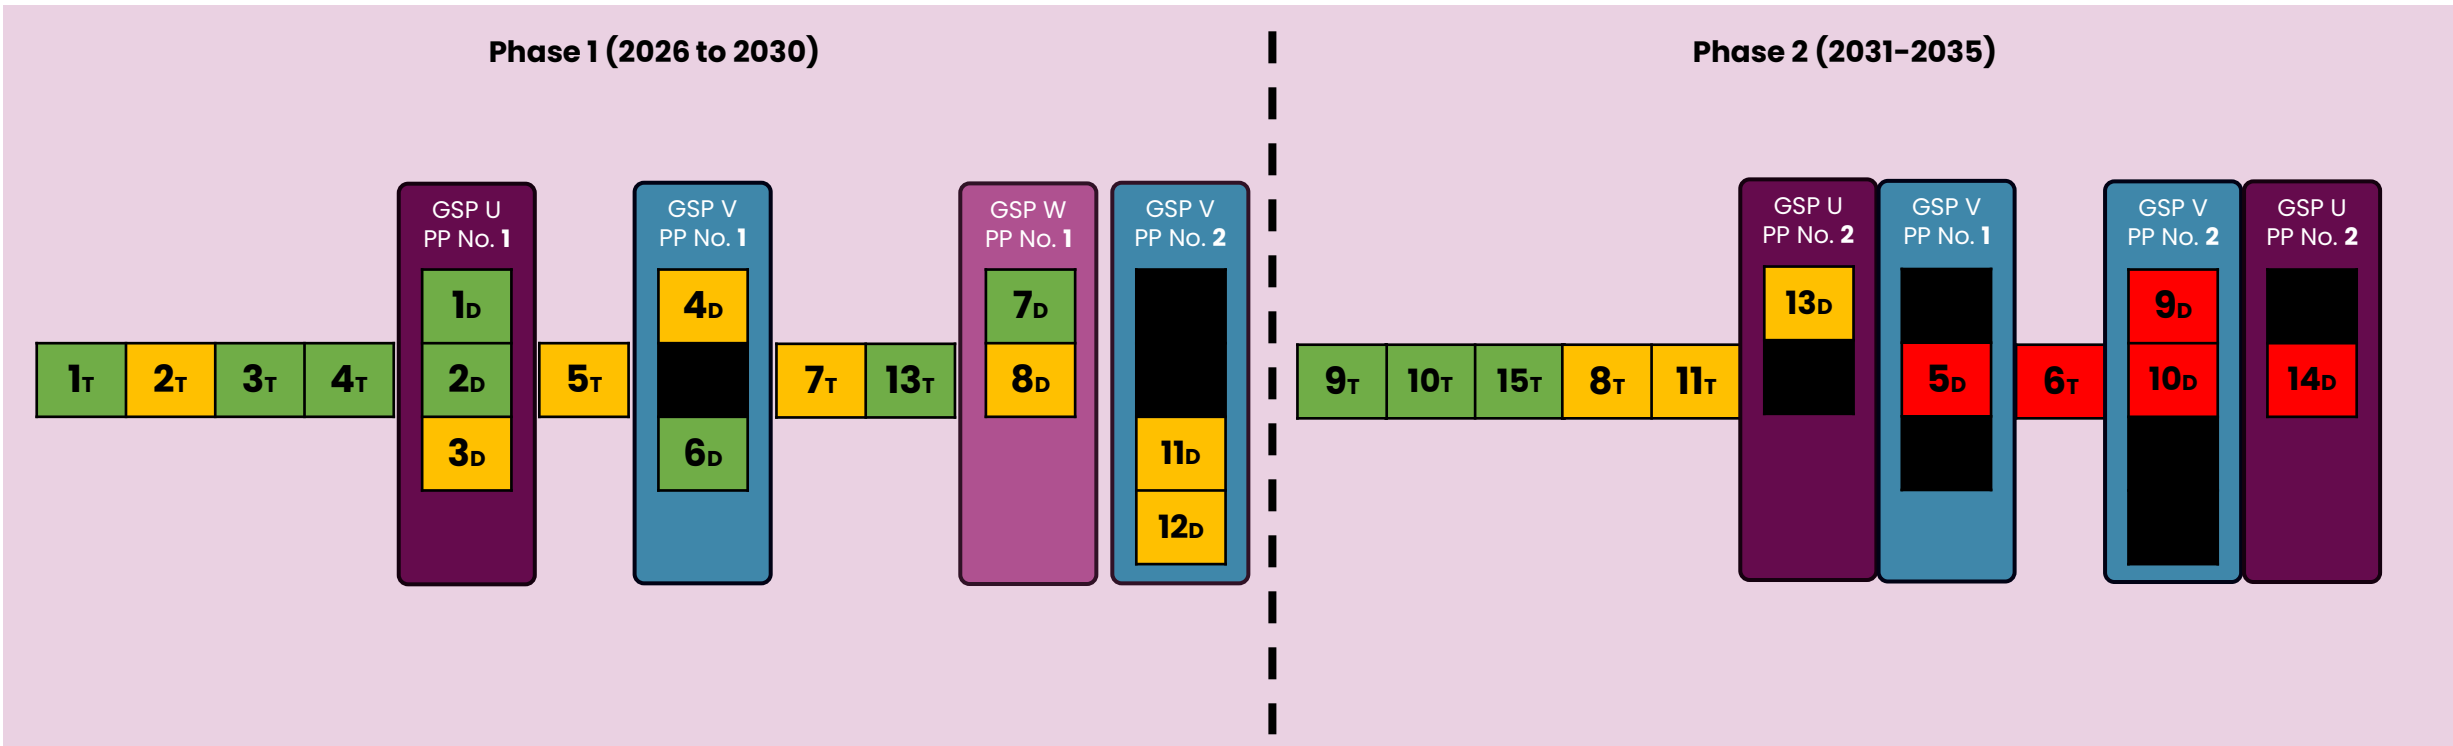 Phase 1 (2026 to 2030)
1T
2T
3T
4T
GSP U
PP No. 1
1D
2D
3D
5T
GSP V
PP No. 1
4D
6D
7T
13T
GSP W
PP No. 1
7D
8D
GSP V
PP No. 2
11D
12D
Phase 2 (2031-2035)
9T
10T
15T
8T
11T
GSP U
PP No. 2
13D
GSP V
PP No. 1
5D
6T
GSP V
PP No. 2
9D
10D
GSP U
PP No. 2
14D